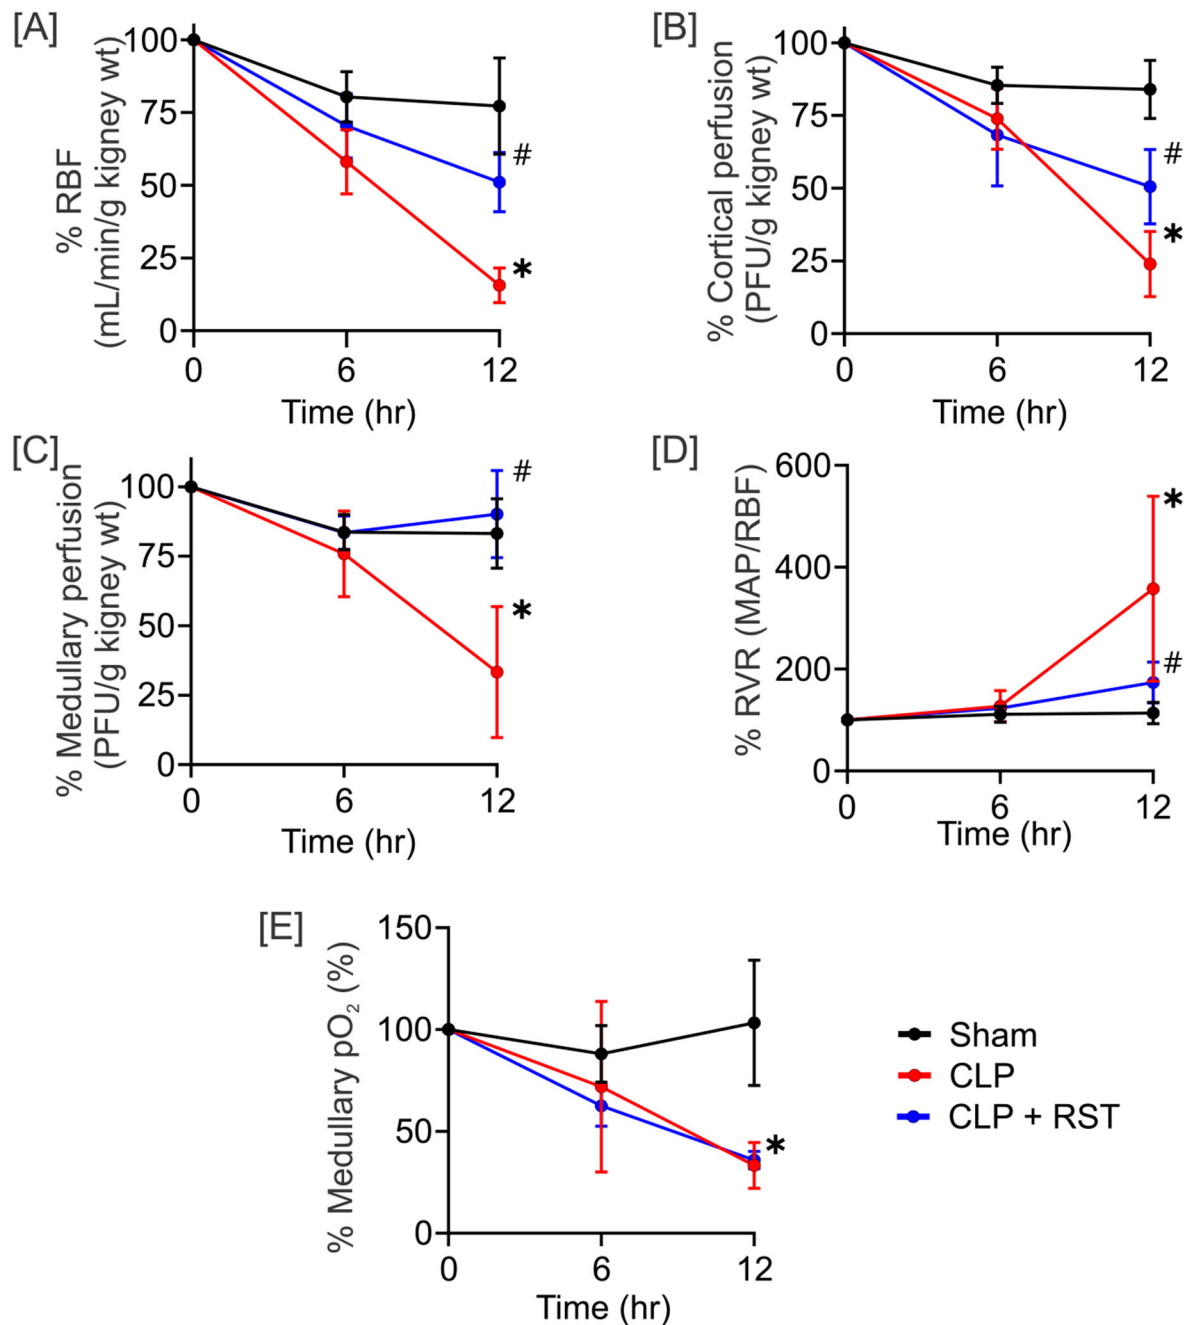 [A]
% RBF
(mL/min/g kigney wt)
100
75
50
25
0
#
*
0 6 12
Time (hr)
[B]
% Cortical perfusion
(PFU/g kigney wt)
100
75
50
25
0
#
*
0 6 12
Time (hr)
[C]
% Medullary perfusion
(PFU/g kigney wt)
100
75
50
25
0
#
*
0 6 12
Time (hr)
[D]
% RVR (MAP/RBF)
600
400
200
0
*
#
0 6 12
Time (hr)
[E]
% Medullary pO₂ (%)
150
100
50
0
*
0 6 12
Time (hr)
Sham
CLP
CLP + RST